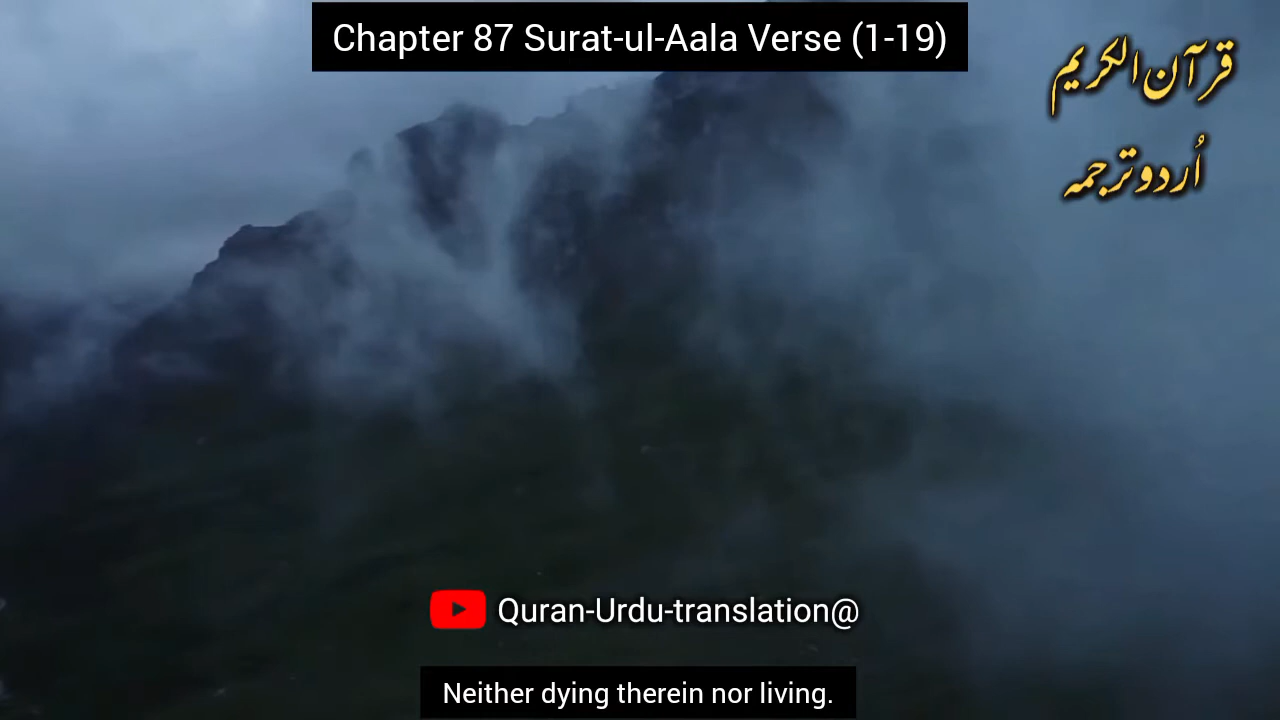 Chapter 87 Surat-ul-Aala Verse (1-19)
قرآن الکریم
اُردو ترجمہ
Quran-Urdu-translation@
Neither dying therein nor living.